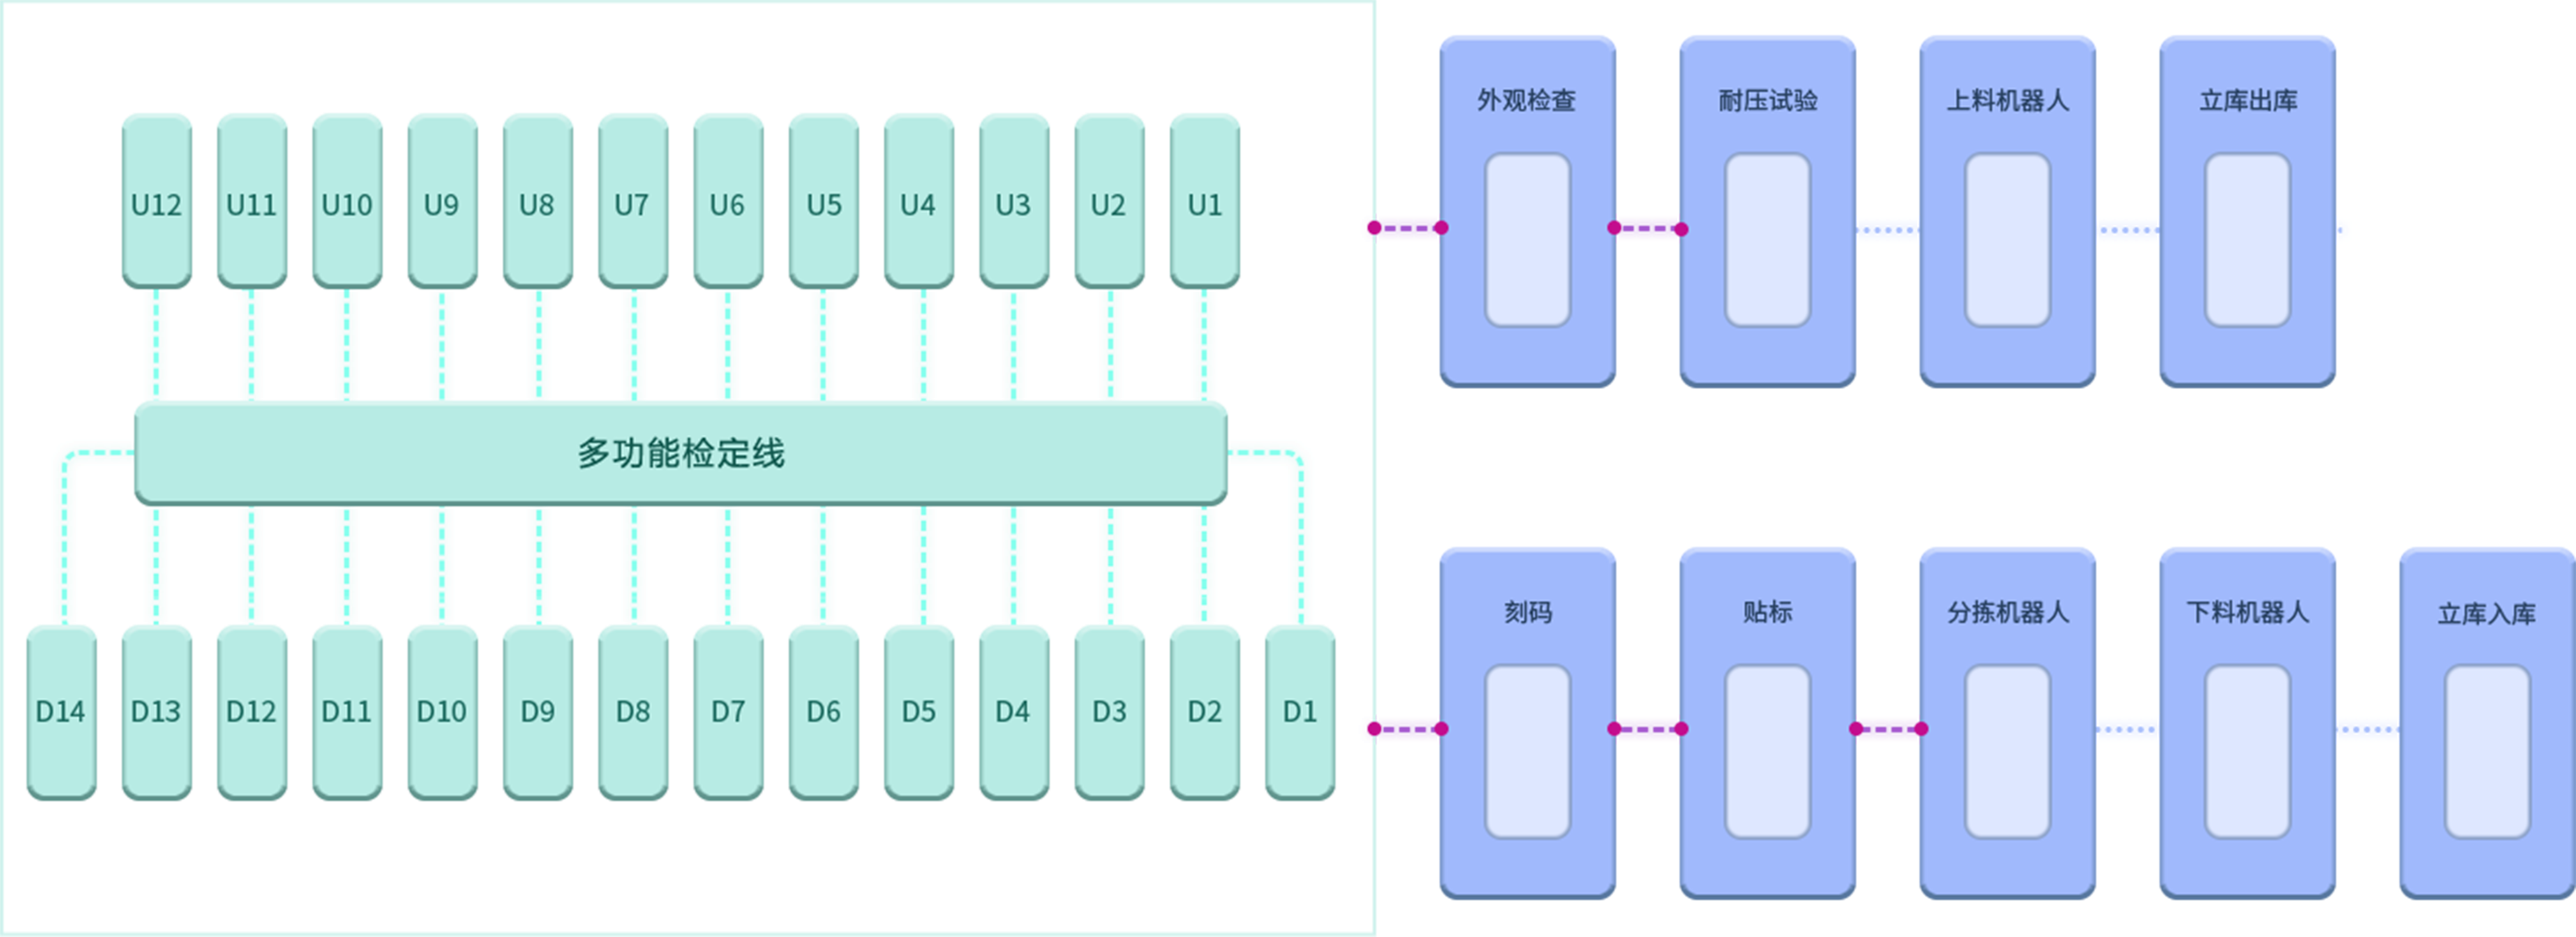 外观检查
耐压试验
上料机器人
立库出库
U12
U11
U10
U9
U8
U7
U6
U5
U4
U3
U2
U1
多功能检定线
刻码
贴标
分拣机器人
下料机器人
立库入库
D14
D13
D12
D11
D10
D9
D8
D7
D6
D5
D4
D3
D2
D1